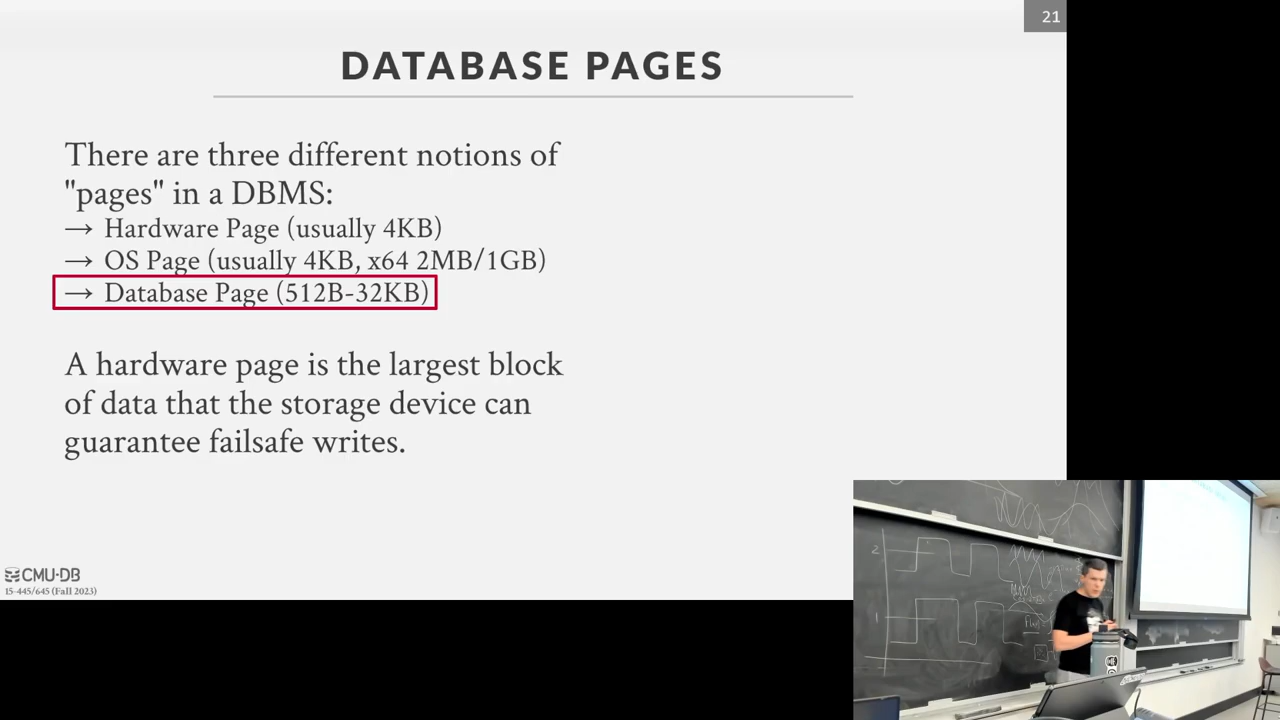 21
DATABASE PAGES
There are three different notions of
"pages" in a DBMS:
→ Hardware Page (usually 4KB)
→ OS Page (usually 4KB, x64 2MB/1GB)
→ Database Page (512B-32KB)
A hardware page is the largest block
of data that the storage device can
guarantee failsafe writes.
CMU·DB
15-445/645 (Fall 2023)
2
1